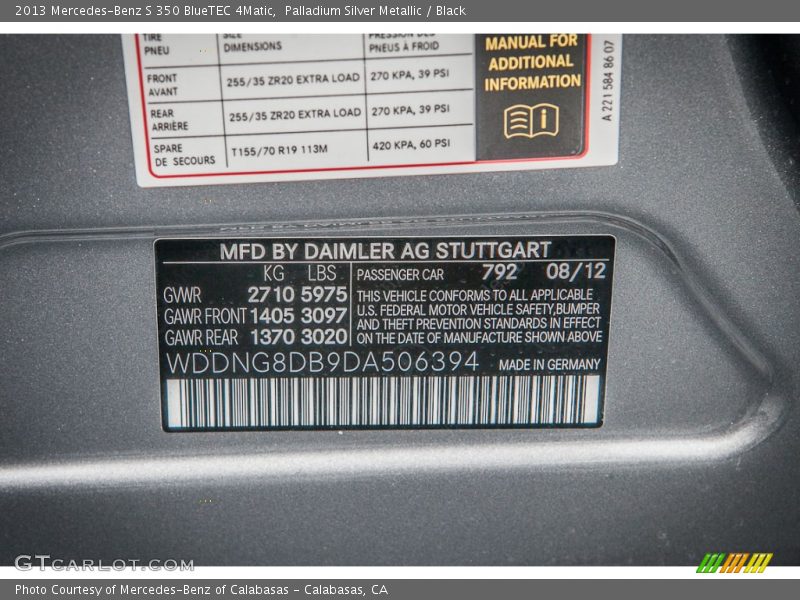 2013 Mercedes-Benz S 350 BlueTEC 4Matic,  Palladium Silver Metallic / Black
TIRE
PNEU
SIZE
DIMENSIONS
PRESSION DES
PNEUS À FROID
MANUAL FOR
ADDITIONAL
INFORMATION
FRONT
AVANT
255/35 ZR20 EXTRA LOAD
270 KPA, 39 PSI
REAR
ARRIÈRE
255/35 ZR20 EXTRA LOAD
270 KPA, 39 PSI
SPARE
DE SECOURS
T155/70 R19 113M
420 KPA, 60 PSI
A 221 584 86 07
MFD BY DAIMLER AG STUTTGART
KG LBS
GWR 2710 5975
GAWR FRONT 1405 3097
GAWR REAR 1370 3020
PASSENGER CAR 792 08/12
THIS VEHICLE CONFORMS TO ALL APPLICABLE
U.S. FEDERAL MOTOR VEHICLE SAFETY,BUMPER
AND THEFT PREVENTION STANDARDS IN EFFECT
ON THE DATE OF MANUFACTURE SHOWN ABOVE
WDDNG8DB9DA506394 MADE IN GERMANY
GTcarlot.com
Photo Courtesy of Mercedes-Benz of Calabasas - Calabasas, CA